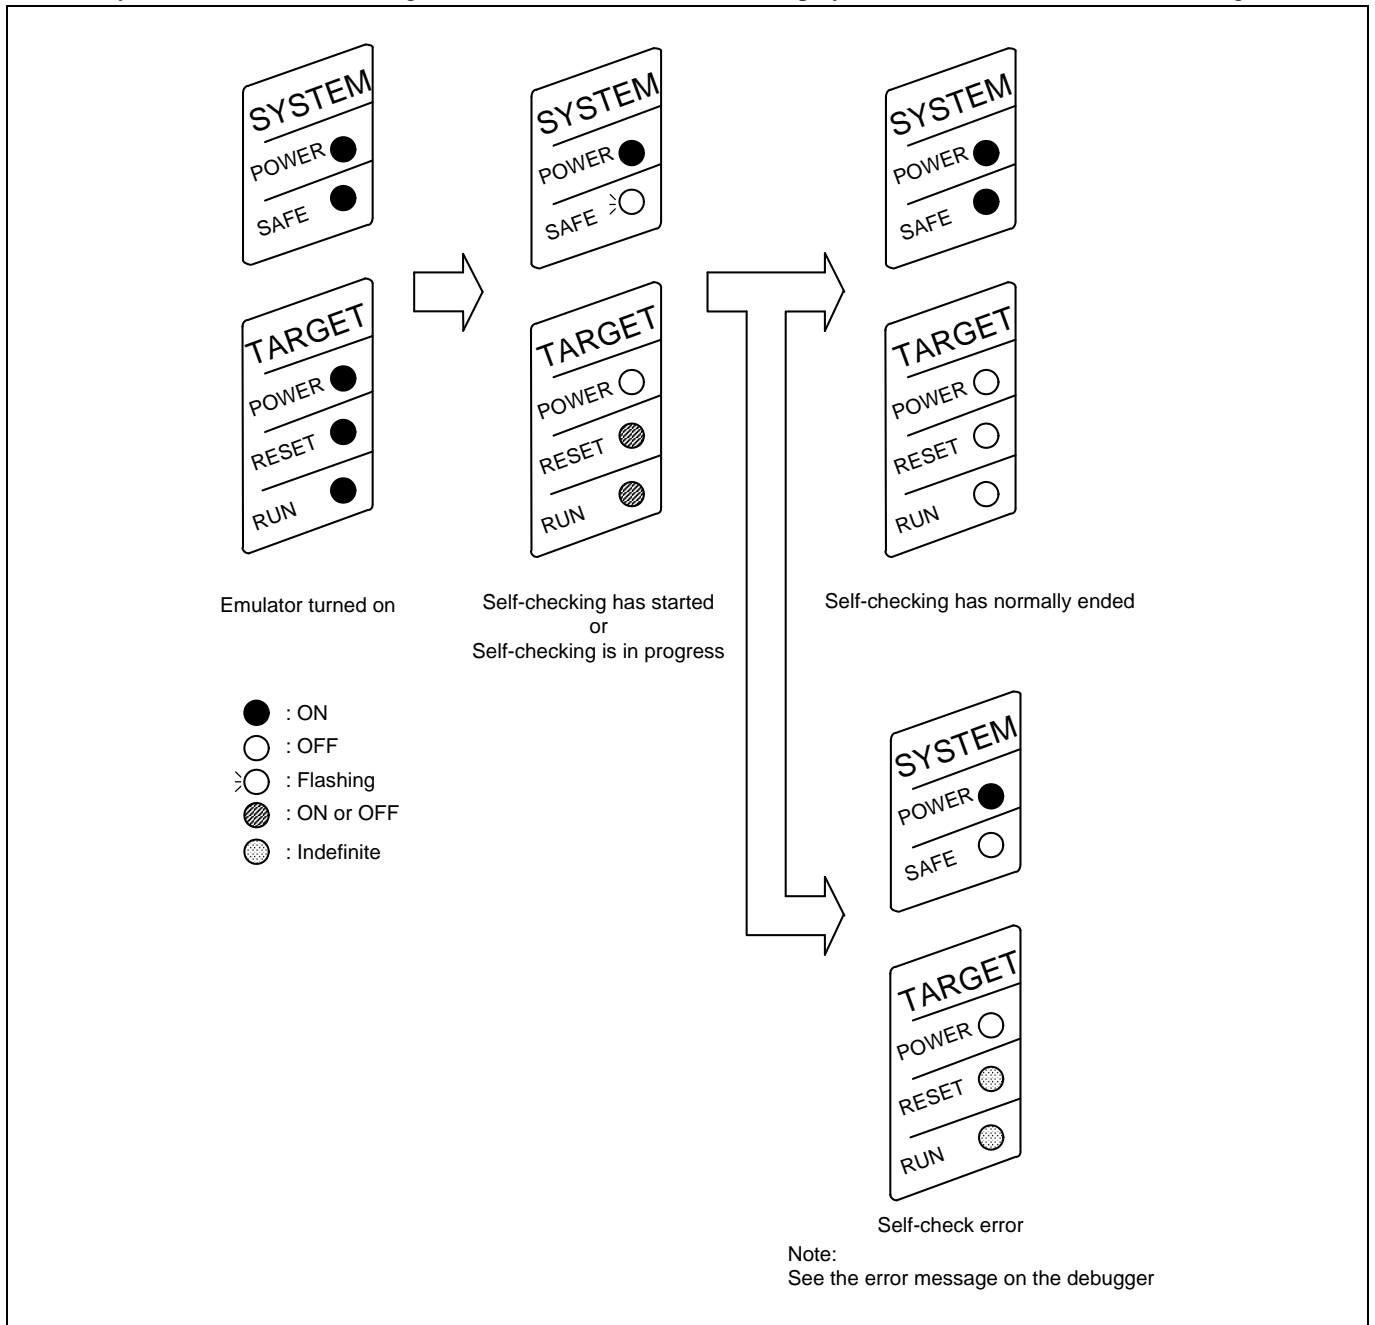 SYSTEM
POWER
SAFE
TARGET
POWER
RESET
RUN
Emulator turned on
SYSTEM
POWER
SAFE
TARGET
POWER
RESET
RUN
Self-checking has started
or
Self-checking is in progress
SYSTEM
POWER
SAFE
TARGET
POWER
RESET
RUN
Self-checking has normally ended
: ON
: OFF
: Flashing
: ON or OFF
: Indefinite
SYSTEM
POWER
SAFE
TARGET
POWER
RESET
RUN
Self-check error
Note:
See the error message on the debugger